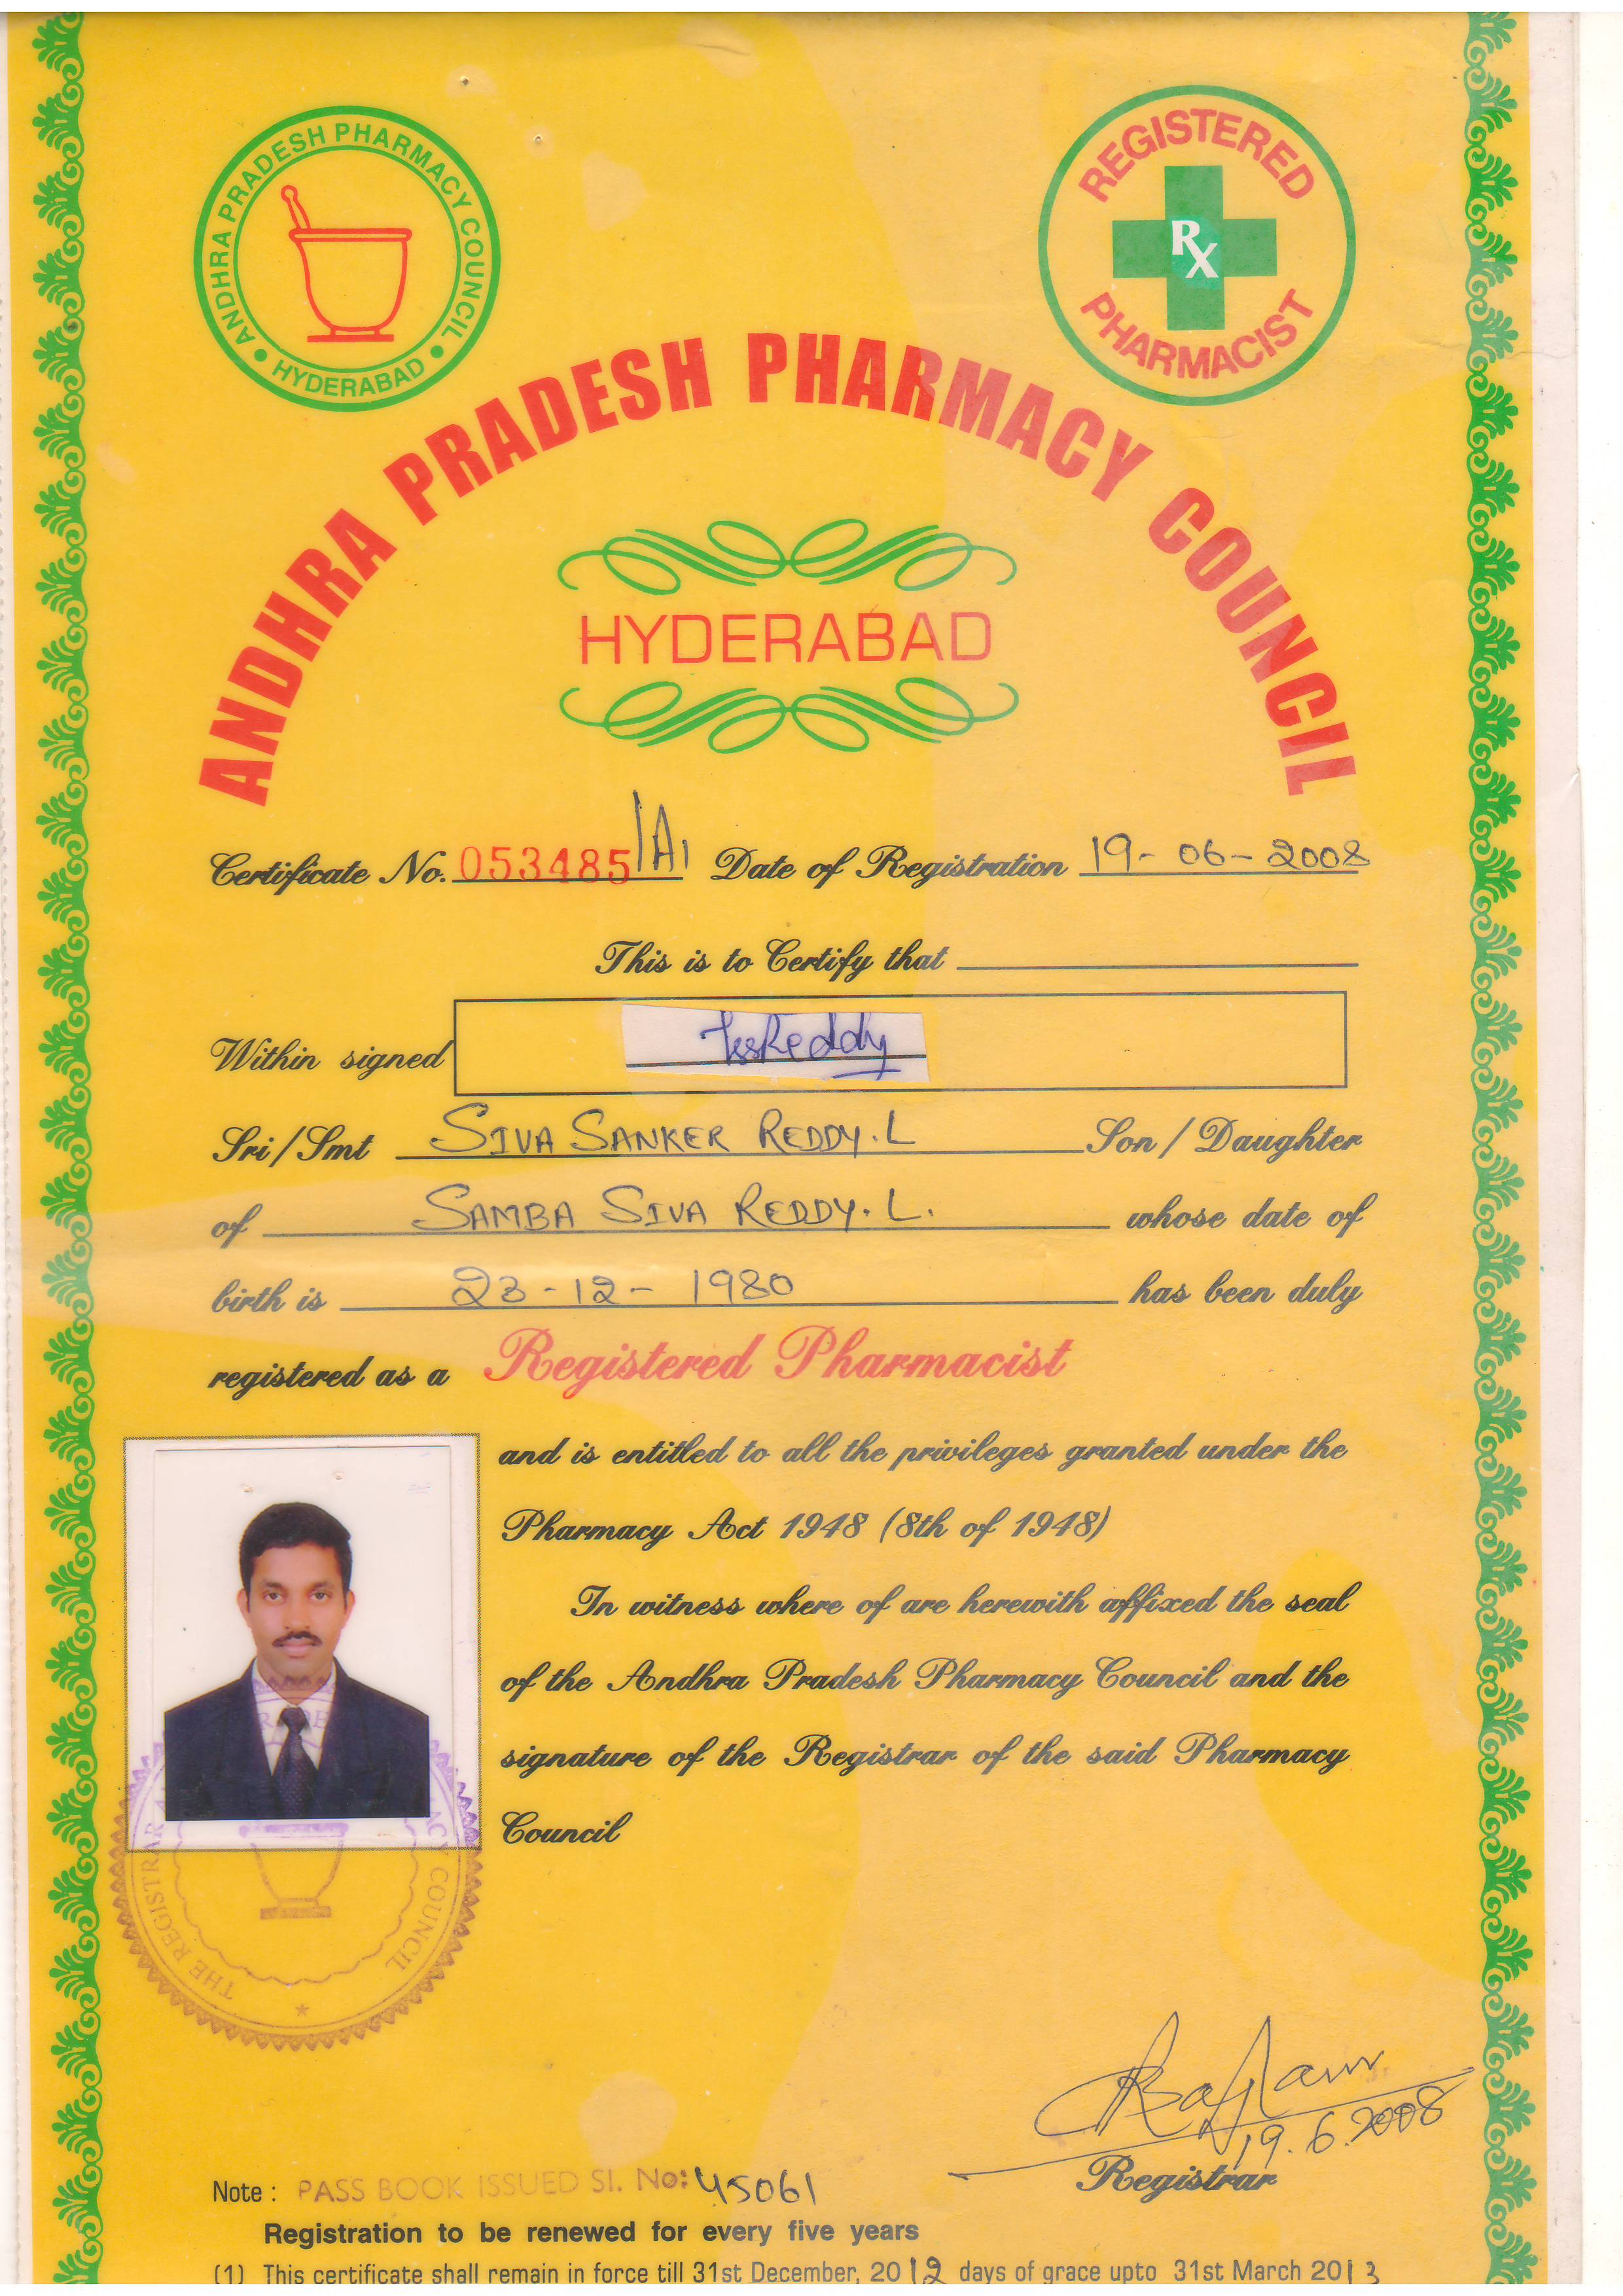 ANDHRA PRADESH PHARMACY COUNCIL
• HYDERABAD •
REGISTERED
Rx
PHARMACIST
ANDHRA PRADESH PHARMACY COUNCIL
HYDERABAD
Certificate No. 053485/A1 Date of Registration 19-06-2008
This is to Certify that
Within signed
Sri/Smt SIVA SANKER REDDY. L Son / Daughter
of SAMBA SIVA REDDY. L. whose date of
birth is 23-12-1980 has been duly
registered as a Registered Pharmacist
and is entitled to all the privileges granted under the
Pharmacy Act 1948 (8th of 1948)
In witness where of are herewith affixed the seal
of the Andhra Pradesh Pharmacy Council and the
signature of the Registrar of the said Pharmacy
Council
THE REGISTRAR
COUNCIL
19.6.2008
Registrar
Note : PASS BOOK ISSUED SI. No: 45061
Registration to be renewed for every five years
(1) This certificate shall remain in force till 31st December, 2012 days of grace upto 31st March 2013